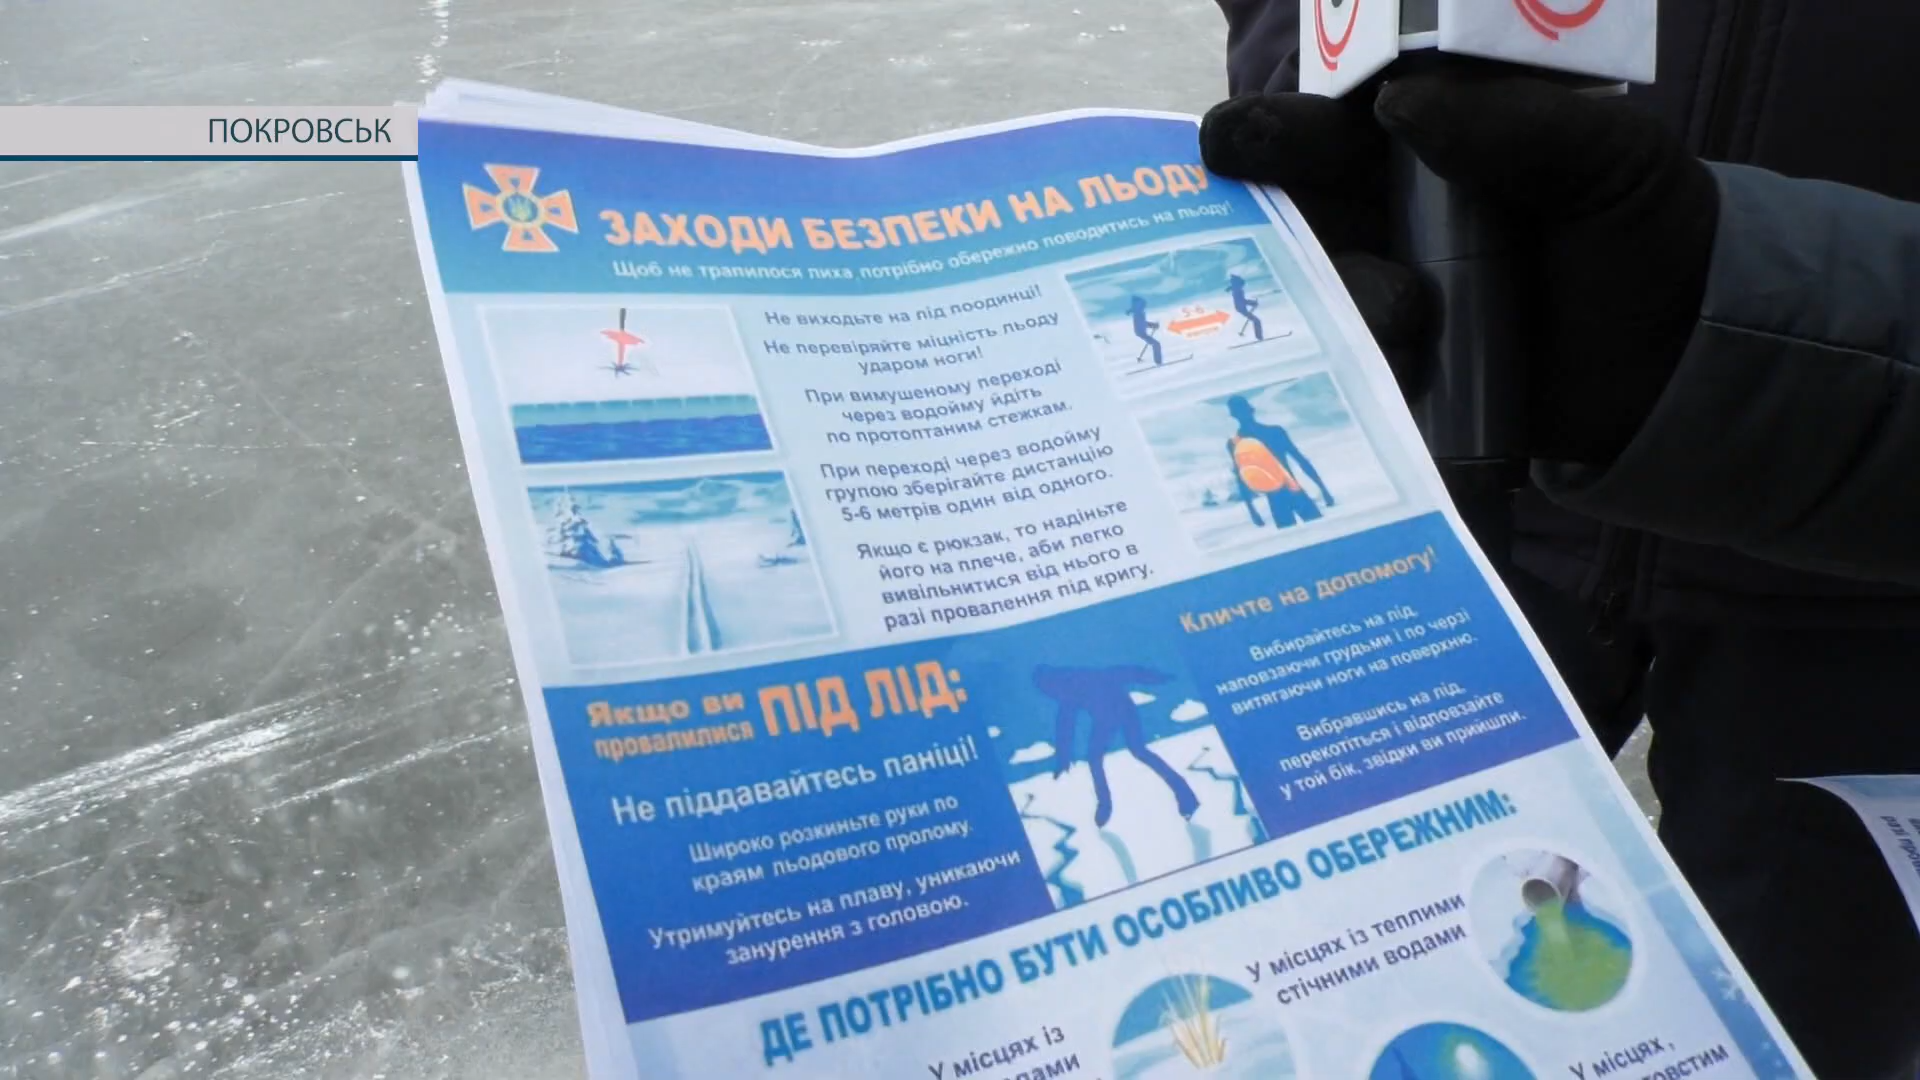 ПОКРОВСЬК
ЗАХОДИ БЕЗПЕКИ НА ЛЬОДУ
Щоб не трапилося лиха, потрібно обережно поводитись на льоду!
Не виходьте на лід поодинці!
Не перевіряйте міцність льоду
ударом ноги!
При вимушеному переході
через водойму йдіть
по протоптаним стежкам.
При переході через водойму
групою зберігайте дистанцію
5-6 метрів один від одного.
Якщо є рюкзак, то надіньте
його на плече, аби легко
вивільнитися від нього в
разі провалення під кригу.
5-6
Якщо ви
провалилися ПІД ЛІД:
Не піддавайтесь паніці!
Широко розкиньте руки по
краям льодового пролому.
Утримуйтесь на плаву, уникаючи
занурення з головою.
Кличте на допомогу!
Вибирайтесь на лід,
наповзаючи грудьми і по черзі
витягаючи ноги на поверхню.
Вибравшись на лід,
перекотіться і відповзайте
у той бік, звідки ви прийшли.
ДЕ ПОТРІБНО БУТИ ОСОБЛИВО ОБЕРЕЖНИМ:
У місцях із теплими
стічними водами
У місцях із
У місцях,